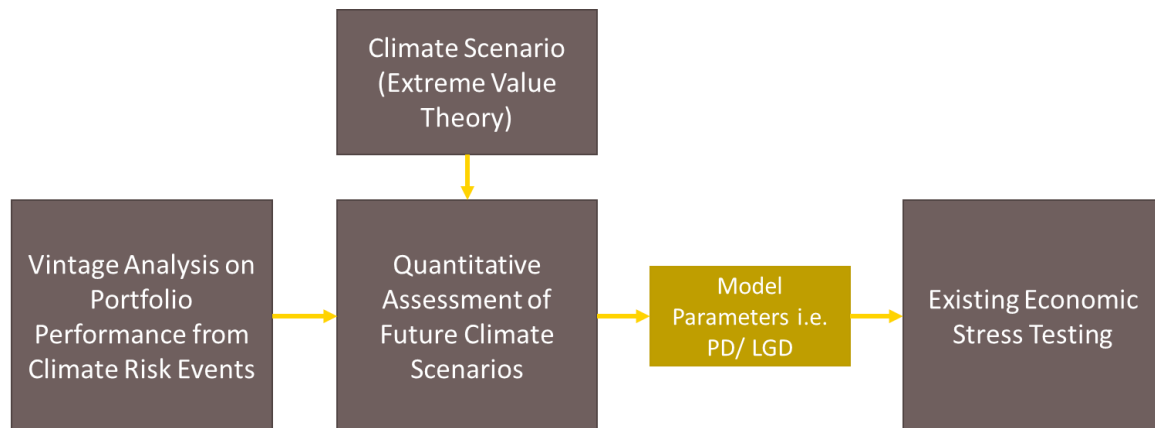 Climate Scenario
(Extreme Value
Theory)
Vintage Analysis on
Portfolio
Performance from
Climate Risk Events
Quantitative
Assessment of
Future Climate
Scenarios
Model
Parameters i.e.
PD/ LGD
Existing Economic
Stress Testing